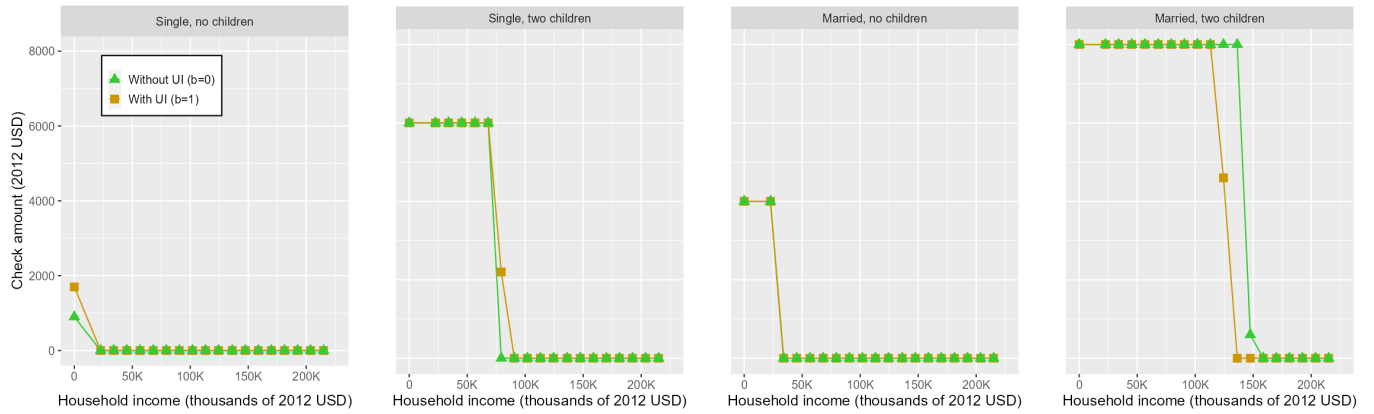 Single, no children
Single, two children
Married, no children
Married, two children
8000
6000
4000
2000
0
Check amount (2012 USD)
Without UI (b=0)
With UI (b=1)
0 50K 100K 150K 200K
0 50K 100K 150K 200K
0 50K 100K 150K 200K
0 50K 100K 150K 200K
Household income (thousands of 2012 USD)
Household income (thousands of 2012 USD)
Household income (thousands of 2012 USD)
Household income (thousands of 2012 USD)